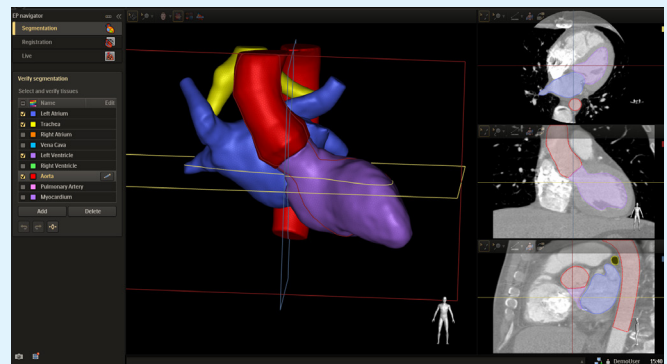 EP navigator
Segmentation
Registration
Live
Verify segmentation
Select and verify tissues
Name Edit
Left Atrium
Trachea
Right Atrium
Vena Cava
Left Ventricle
Right Ventricle
Aorta
Pulmonary Artery
Myocardium
Add Delete
DemoUser 15:40